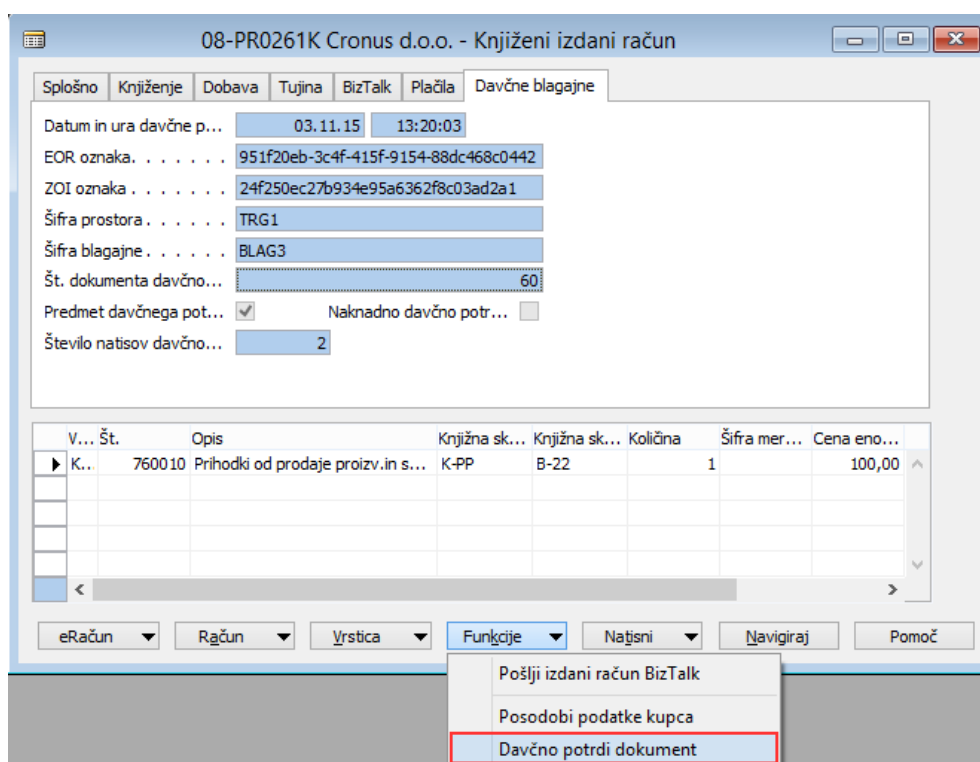 08-PR0261K Cronus d.o.o. - Knjiženi izdani račun
Splošno Knjiženje Dobava Tujina BizTalk Plačila Davčne blagajne
Datum in ura davčne p... 03.11.15 13:20:03
EOR oznaka. . . . . . . 951f20eb-3c4f-415f-9154-88dc468c0442
ZOI oznaka . . . . . . . 24f250ec27b934e95a6362f8c03ad2a1
Šifra prostora. . . . . . TRG1
Šifra blagajne. . . . . . BLAG3
Št. dokumenta davčno... 60
Predmet davčnega pot... Naknadno davčno potr...
Število natisov davčno... 2
V... Št. Opis Knjižna sk... Knjižna sk... Količina Šifra mer... Cena eno...
K... 760010 Prihodki od prodaje proizv.in s... K-PP B-22 1 100,00
eRačun Račun Vrstica Funkcije Natisni Navigiraj Pomoč
Pošlji izdani račun BizTalk
Posodobi podatke kupca
Davčno potrdi dokument